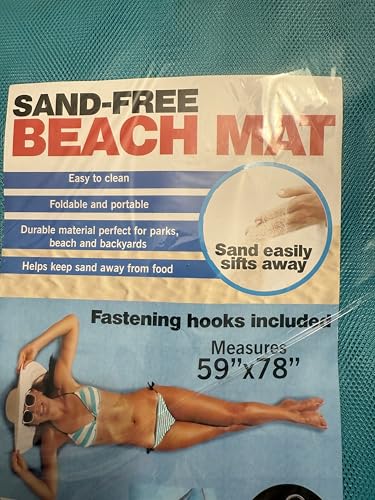 SAND-FREE
BEACH MAT
Easy to clean
Foldable and portable
Durable material perfect for parks,
beach and backyards
Helps keep sand away from food
Sand easily
sifts away
Fastening hooks included
Measures
59”x78”